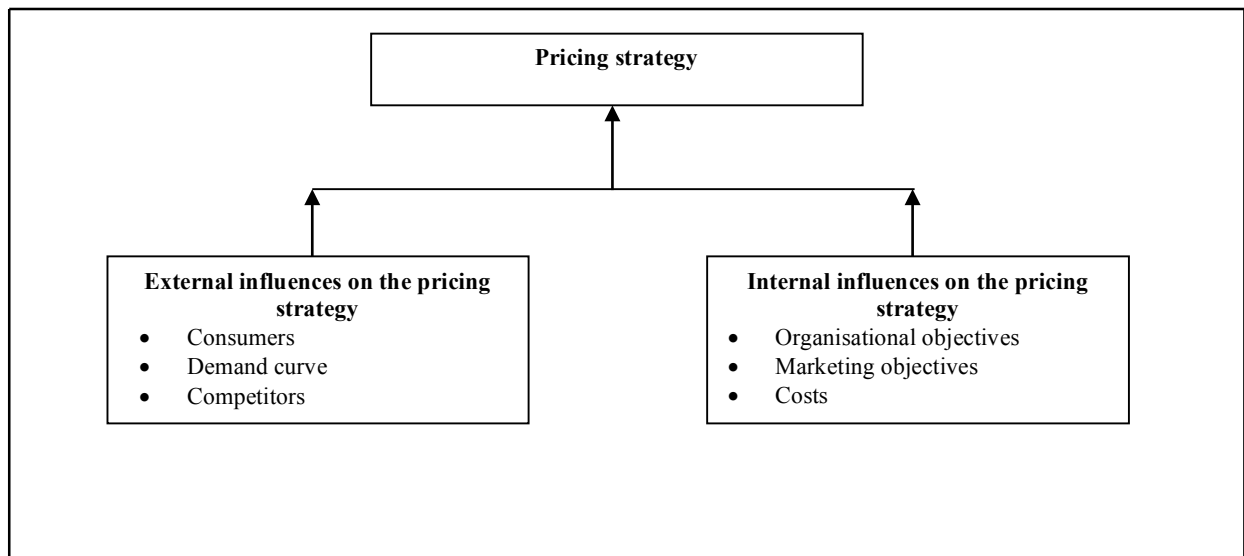 Pricing strategy
External influences on the pricing
strategy
• Consumers
• Demand curve
• Competitors
Internal influences on the pricing
strategy
• Organisational objectives
• Marketing objectives
• Costs